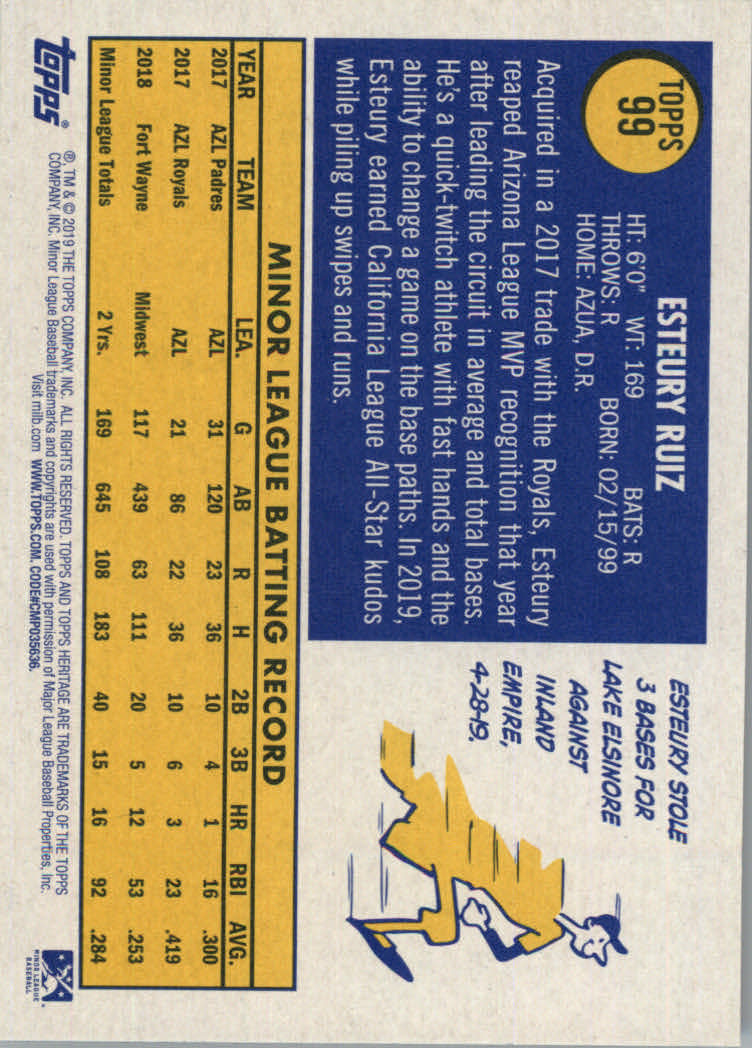 TOPPS
99
ESTEURY RUIZ
HT: 6'0" WT: 169 BATS: R
THROWS: R BORN: 02/15/99
HOME: AZUA, D.R.
Acquired in a 2017 trade with the Royals, Esteury
reaped Arizona League MVP recognition that year
after leading the circuit in average and total bases.
He's a quick-twitch athlete with fast hands and the
ability to change a game on the base paths. In 2019,
Esteury earned California League All-Star kudos
while piling up swipes and runs.
ESTEURY STOLE
3 BASES FOR
LAKE ELSINORE
AGAINST
INLAND
EMPIRE,
4-28-19.
MINOR LEAGUE BATTING RECORD
YEAR TEAM LEA. G AB R H 2B 3B HR RBI AVG.
2017 AZL Padres AZL 31 120 23 36 10 4 1 16 .300
2017 AZL Royals AZL 21 86 22 36 10 6 3 23 .419
2018 Fort Wayne Midwest 117 439 63 111 20 5 12 53 .253
Minor League Totals 2 Yrs. 169 645 108 183 40 15 16 92 .284
topps®
®, TM & © 2019 THE TOPPS COMPANY, INC. ALL RIGHTS RESERVED. TOPPS AND TOPPS HERITAGE ARE TRADEMARKS OF THE TOPPS
COMPANY, INC. Minor League Baseball trademarks and copyrights are used with permission of Major League Baseball Properties, Inc.
Visit milb.com WWW.TOPPS.COM. CODE#CMP035636.
MINOR LEAGUE
BASEBALL